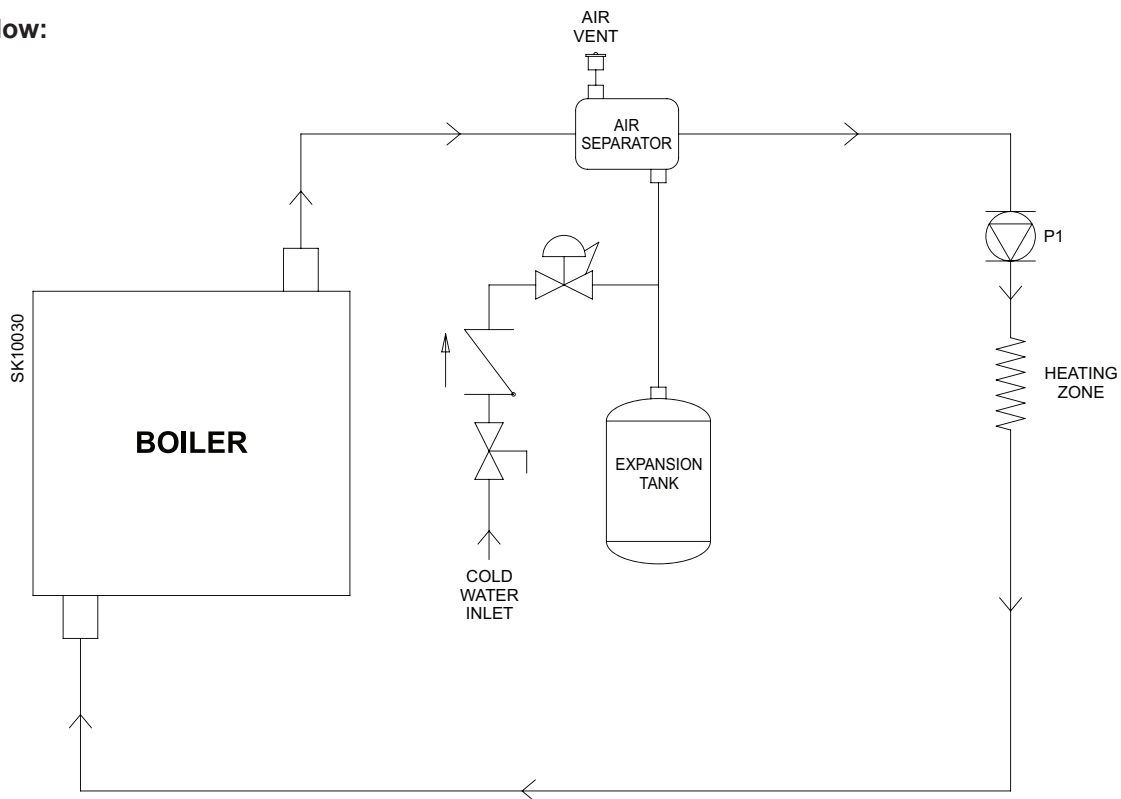 low:
AIR
VENT
AIR
SEPARATOR
P1
SK10030
HEATING
ZONE
BOILER
EXPANSION
TANK
COLD
WATER
INLET